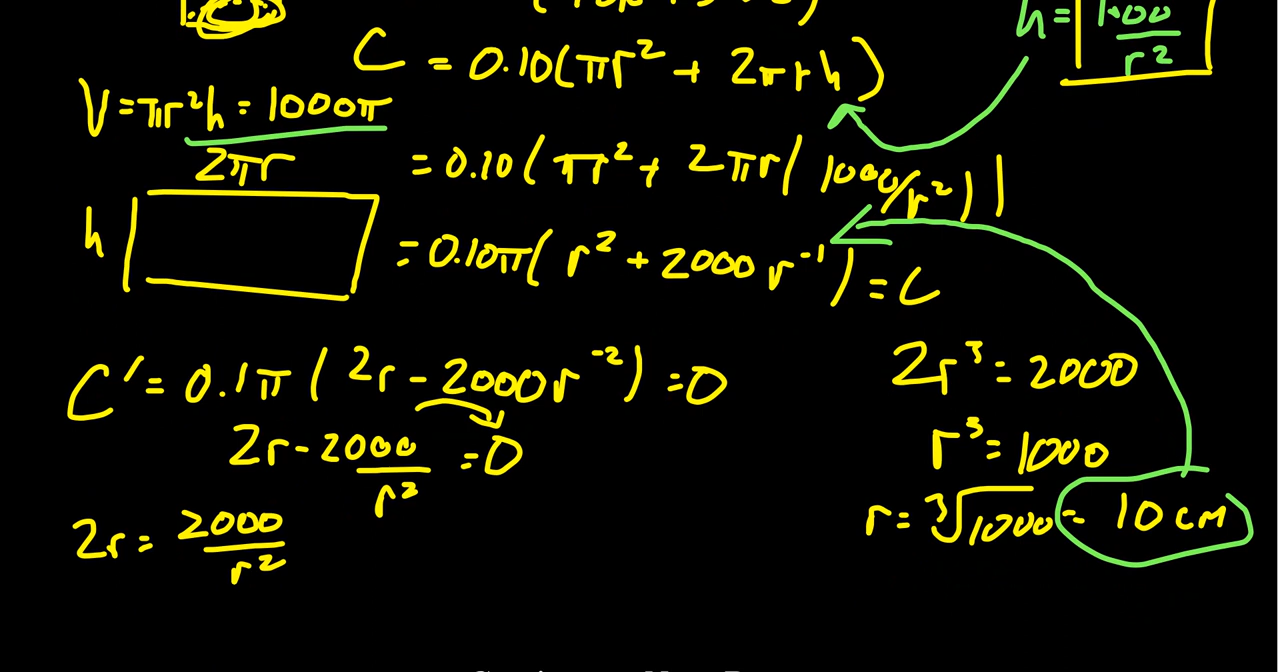 h = 1000/r²
C = 0.10(πr² + 2πrh)
V = πr²h = 1000π
2πr
= 0.10(πr² + 2πr(1000/r²))
h
= 0.10π(r² + 2000r⁻¹) = C
C' = 0.1π(2r - 2000r⁻²) = 0
2r - 2000/r² = 0
2r = 2000/r²
2r³ = 2000
r³ = 1000
r = ³√1000 = 10 cm